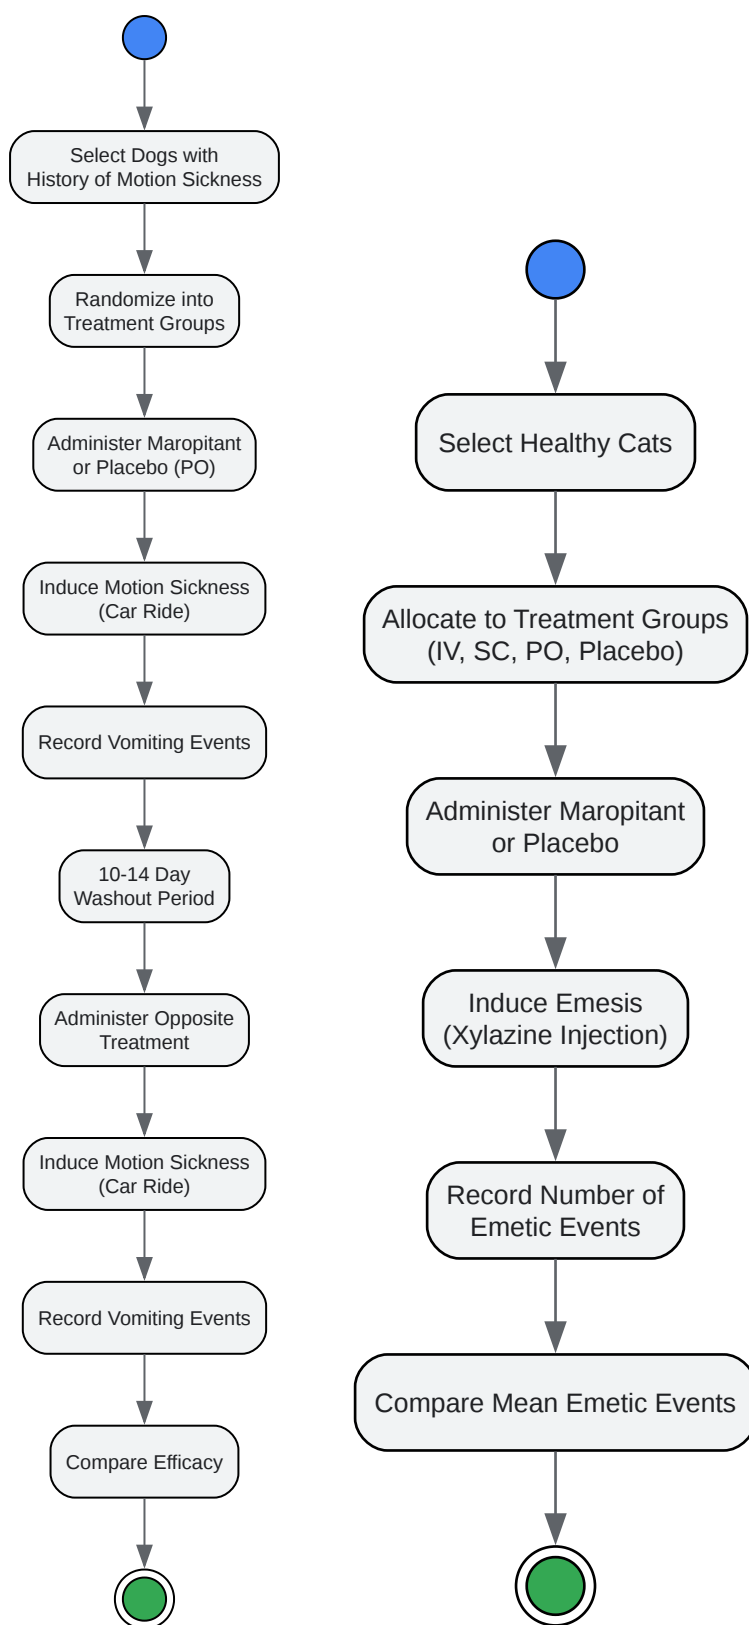 Select Dogs with
History of Motion Sickness
Randomize into
Treatment Groups
Administer Maropitant
or Placebo (PO)
Induce Motion Sickness
(Car Ride)
Record Vomiting Events
10-14 Day
Washout Period
Administer Opposite
Treatment
Induce Motion Sickness
(Car Ride)
Record Vomiting Events
Compare Efficacy
Select Healthy Cats
Allocate to Treatment Groups
(IV, SC, PO, Placebo)
Administer Maropitant
or Placebo
Induce Emesis
(Xylazine Injection)
Record Number of
Emetic Events
Compare Mean Emetic Events